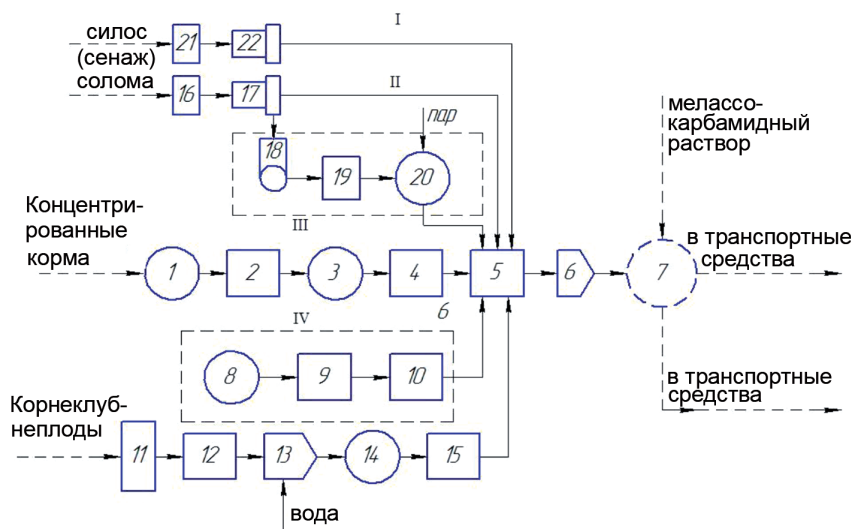 I
силос
(сенаж)
21
22
II
солома
16
17
пар
мелассо-
карбамидный
раствор
18
19
20
Концентри-
рованные
корма
III
в транспортные
средства
1
2
3
4
5
6
7
6
IV
8
9
10
в транспортные
средства
Корнеклуб-
неплоды
11
12
13
14
15
вода